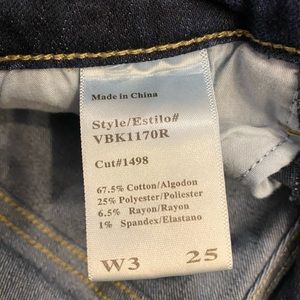 Made in China
Style/Estilo#
VBK1170R
Cut#1498
67.5% Cotton/Algodon
25% Polyester/Poliester
6.5% Rayon/Rayon
1% Spandex/Elastano
W3 25